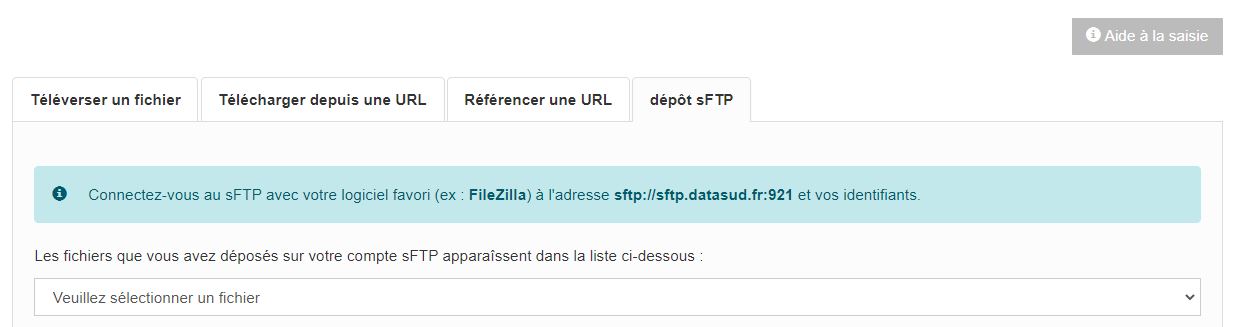 Aide à la saisie
Téléverser un fichier
Télécharger depuis une URL
Référencer une URL
dépôt sFTP
Connectez-vous au sFTP avec votre logiciel favori (ex : FileZilla) à l'adresse sftp://sftp.datasud.fr:921 et vos identifiants.
Les fichiers que vous avez déposés sur votre compte sFTP apparaîssent dans la liste ci-dessous :
Veuillez sélectionner un fichier